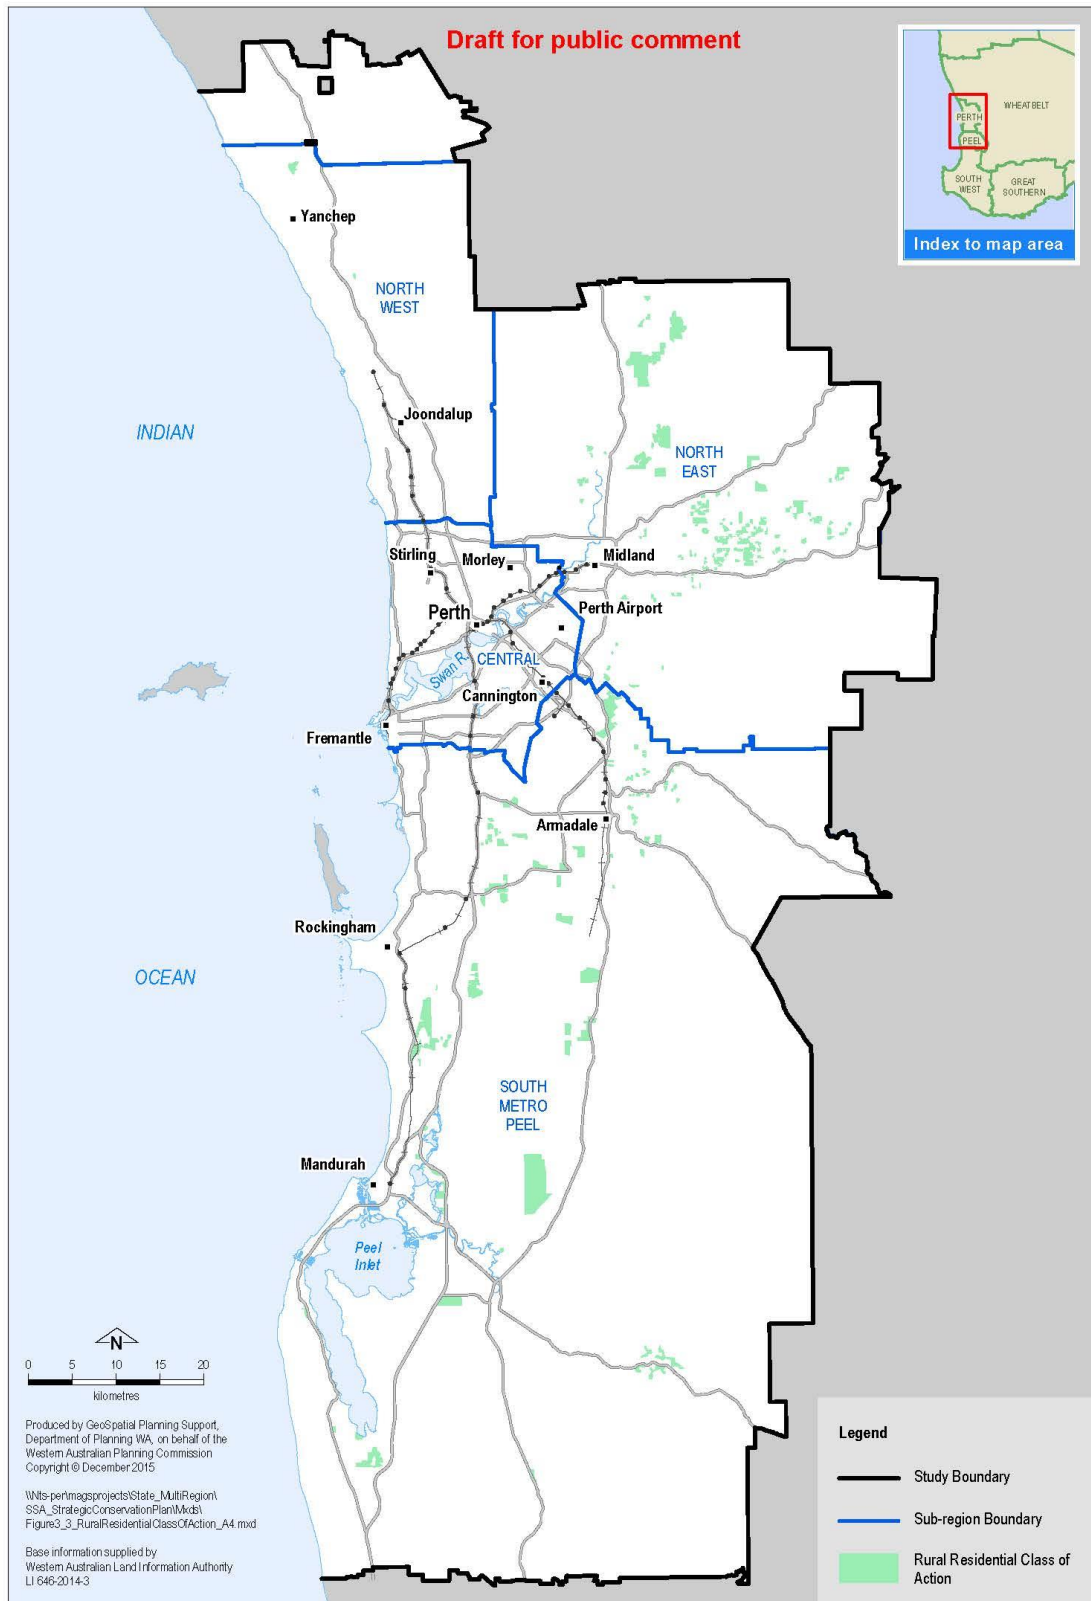 Draft for public comment
WHEATBELT
PERTH
PEEL
SOUTH
WEST
GREAT
SOUTHERN
Index to map area
Yanchep
NORTH
WEST
Joondalup
INDIAN
NORTH
EAST
Stirling
Morley
Midland
Perth
Perth Airport
Swan R.
CENTRAL
Cannington
Fremantle
Armadale
Rockingham
OCEAN
SOUTH
METRO
PEEL
Mandurah
Peel
Inlet
N
0 5 10 15 20
kilometres
Produced by GeoSpatial Planning Support,
Department of Planning WA, on behalf of the
Western Australian Planning Commission
Copyright © December 2015
\\Nts-per\magsprojects\State_MultiRegion\
SSA_StrategicConservationPlan\Mxds\
Figure3_3_RuralResidentialClassOfAction_A4.mxd
Base information supplied by
Western Australian Land Information Authority
LI 646-2014-3
Legend
Study Boundary
Sub-region Boundary
Rural Residential Class of
Action